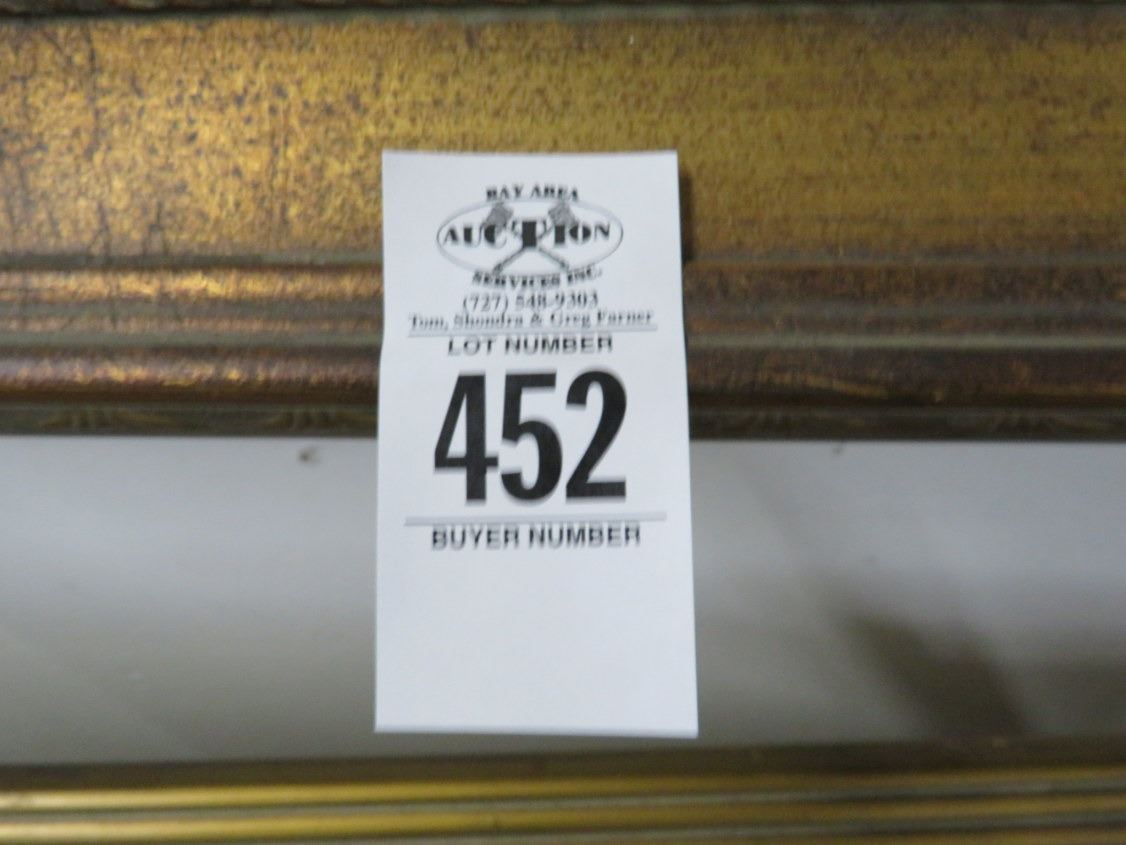 BAY AREA
AUCTION
SERVICES INC.
(727) 548-9303
Tom, Shondra & Greg Farner
LOT NUMBER
452
BUYER NUMBER